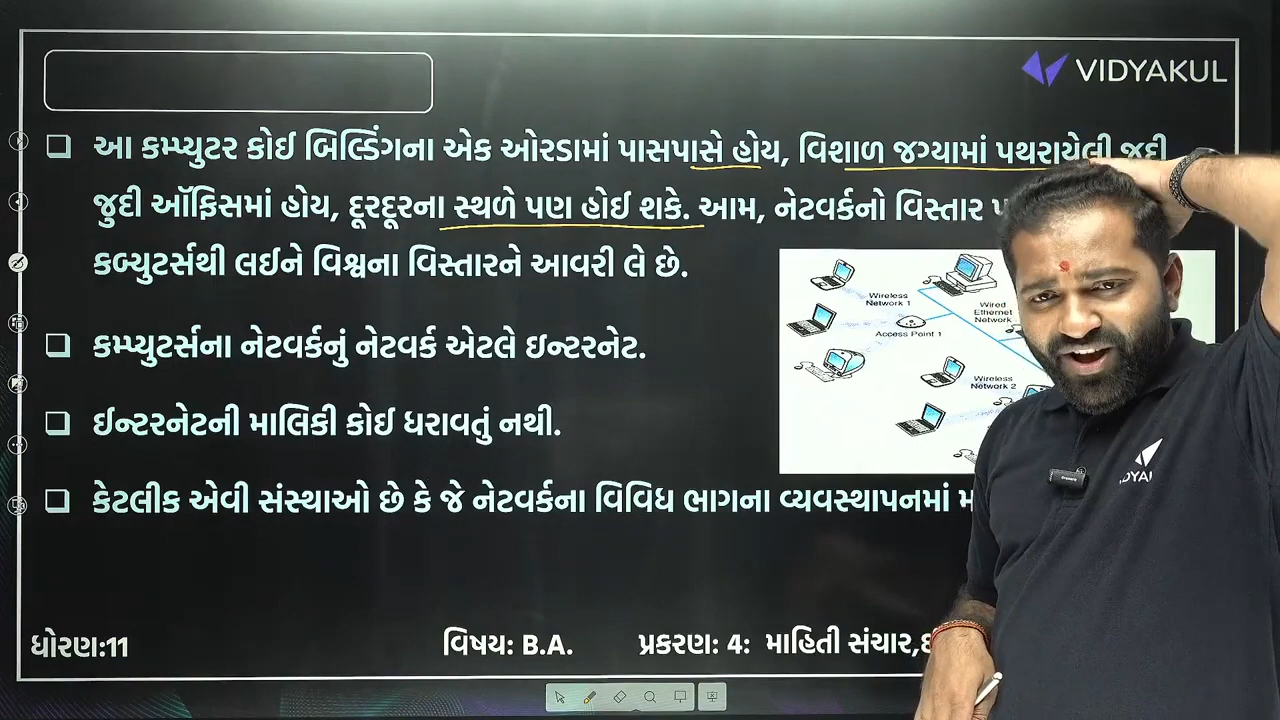 VIDYAKUL
આ કમ્પ્યુટર કોઈ બિલ્ડિંગના એક ઓરડામાં પાસપાસે હોય, વિશાળ જગ્યામાં પથરાયેલી જુદી
જુદી ઑફિસમાં હોય, દૂરદૂરના સ્થળે પણ હોઈ શકે. આમ, નેટવર્કનો વિસ્તાર
કબ્યુટર્સથી લઈને વિશ્વના વિસ્તારને આવરી લે છે.
Wireless
Network 1
Wired
Ethernet
Network
Access Point 1
Wireless
Network 2
કમ્પ્યુટર્સના નેટવર્કનું નેટવર્ક એટલે ઇન્ટરનેટ.
ઈન્ટરનેટની માલિકી કોઈ ધરાવતું નથી.
કેટલીક એવી સંસ્થાઓ છે કે જે નેટવર્કના વિવિધ ભાગના વ્યવસ્થાપનમાં
ધોરણ:11
વિષય: B.A.
પ્રકરણ: 4: માહિતી સંચાર,